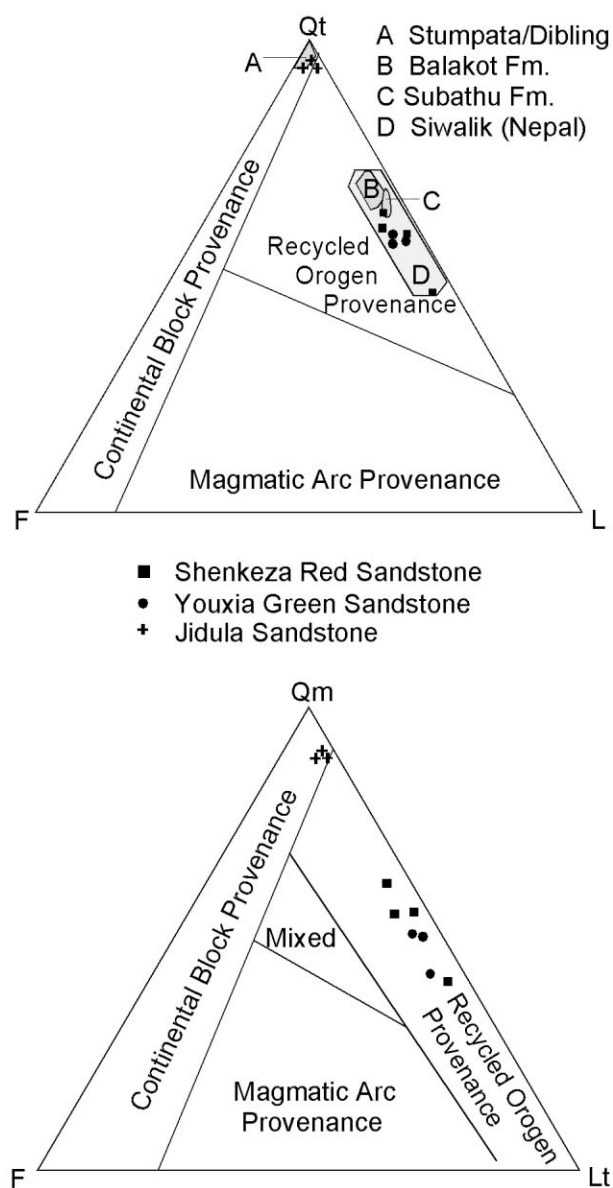 Qt
A Stumpata/Dibling
B Balakot Fm.
C Subathu Fm.
D Siwalik (Nepal)
A
B
C
D
Continental Block Provenance
Recycled
Orogen
Provenance
Magmatic Arc Provenance
F
L
Shenkeza Red Sandstone
Youxia Green Sandstone
Jidula Sandstone
Qm
Continental Block Provenance
Mixed
Recycled Orogen
Provenance
Magmatic Arc
Provenance
F
Lt